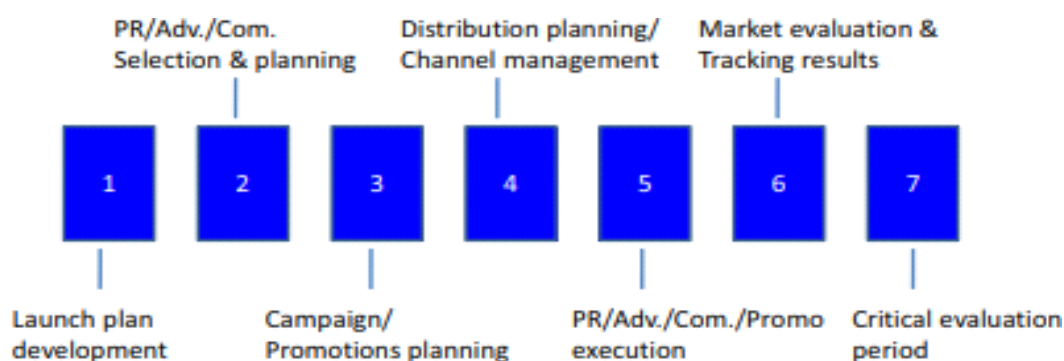 PR/Adv./Com.
Selection & planning
Distribution planning/
Channel management
Market evaluation &
Tracking results
1
2
3
4
5
6
7
Launch plan
development
Campaign/
Promotions planning
PR/Adv./Com./Promo
execution
Critical evaluation
period